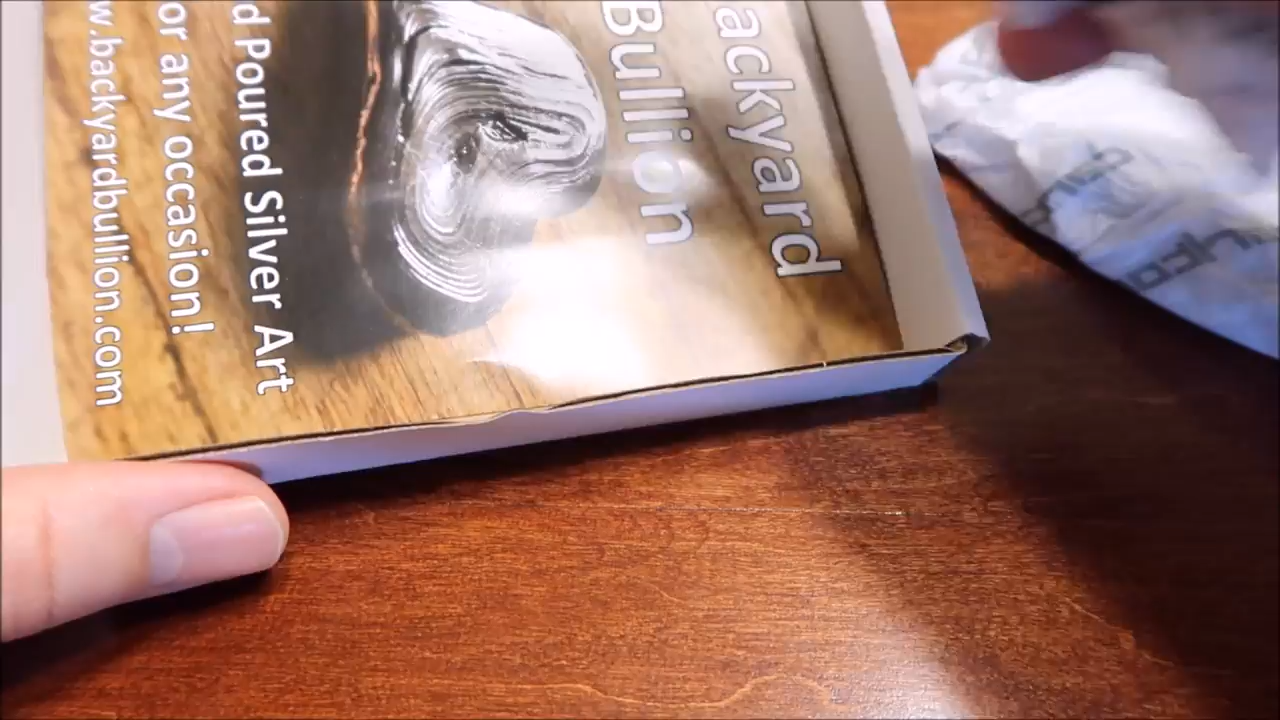 ackyard
Bullion
d Poured Silver Art
or any occasion!
w.backyardbullion.com